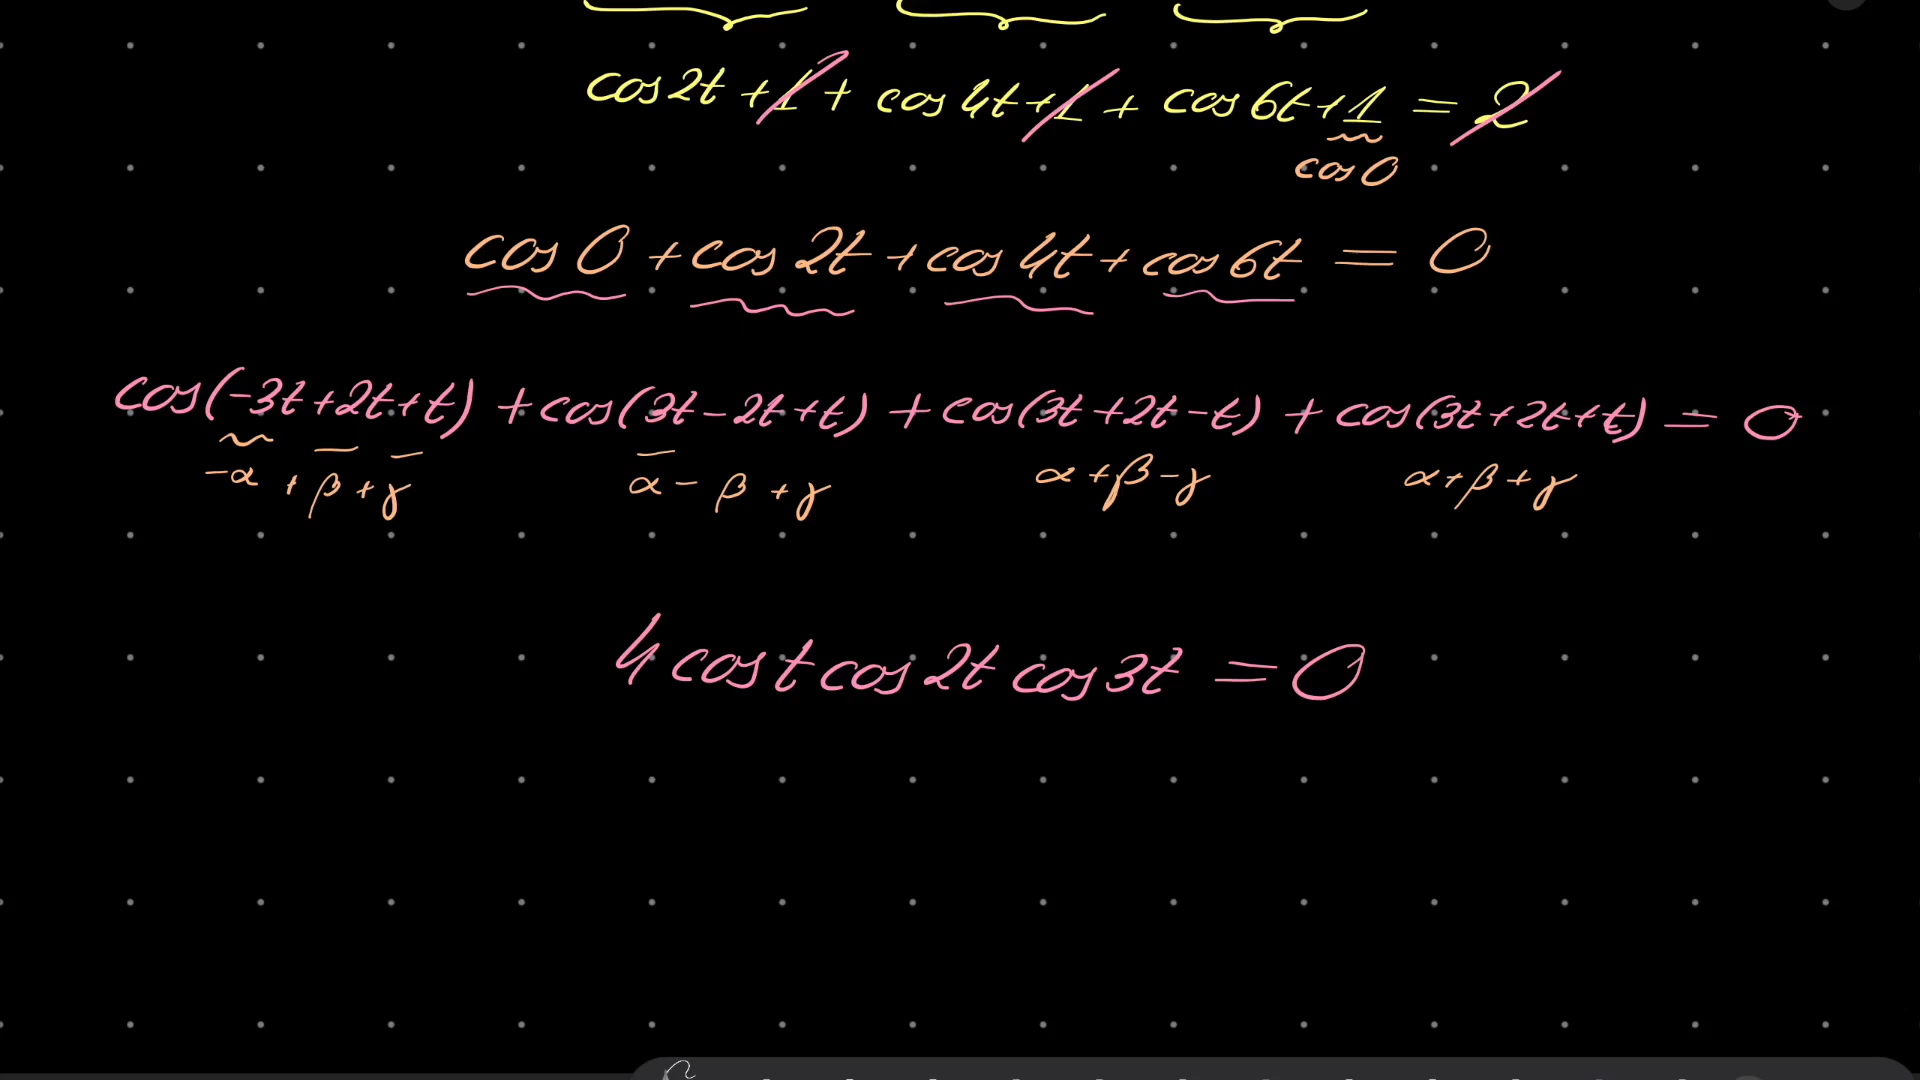 cos2t +1 + cos4t+1 + cos6t+1 = 2
cos0
cos0 + cos2t + cos4t + cos6t = 0
cos(-3t+2t+t) + cos(3t-2t+t) + cos(3t+2t-t) + cos(3t+2t+t) = 0
-α + β + γ α - β + γ α + β - γ α + β + γ
4 cost cos2t cos3t = 0